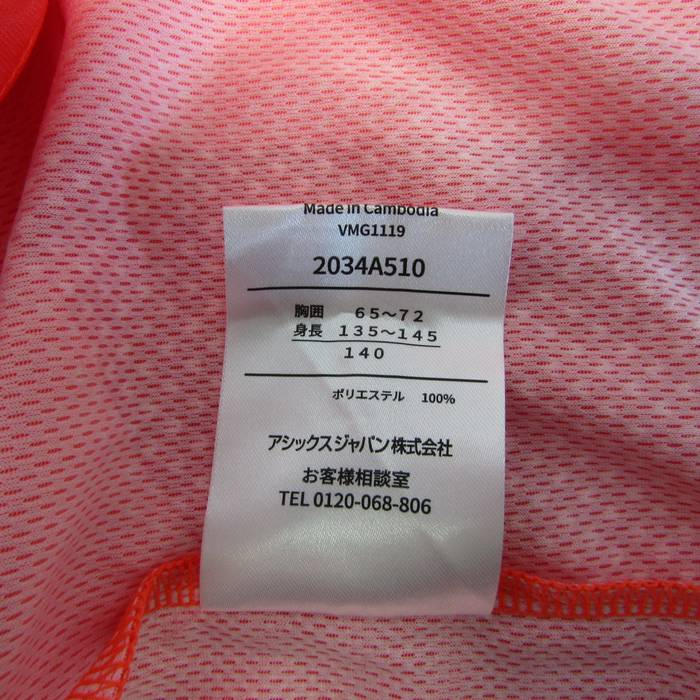 Made in Cambodia
VMG1119
2034A510
胸囲 65～72
身長 135～145
140
ポリエステル 100%
アシックスジャパン株式会社
お客様相談室
TEL 0120-068-806